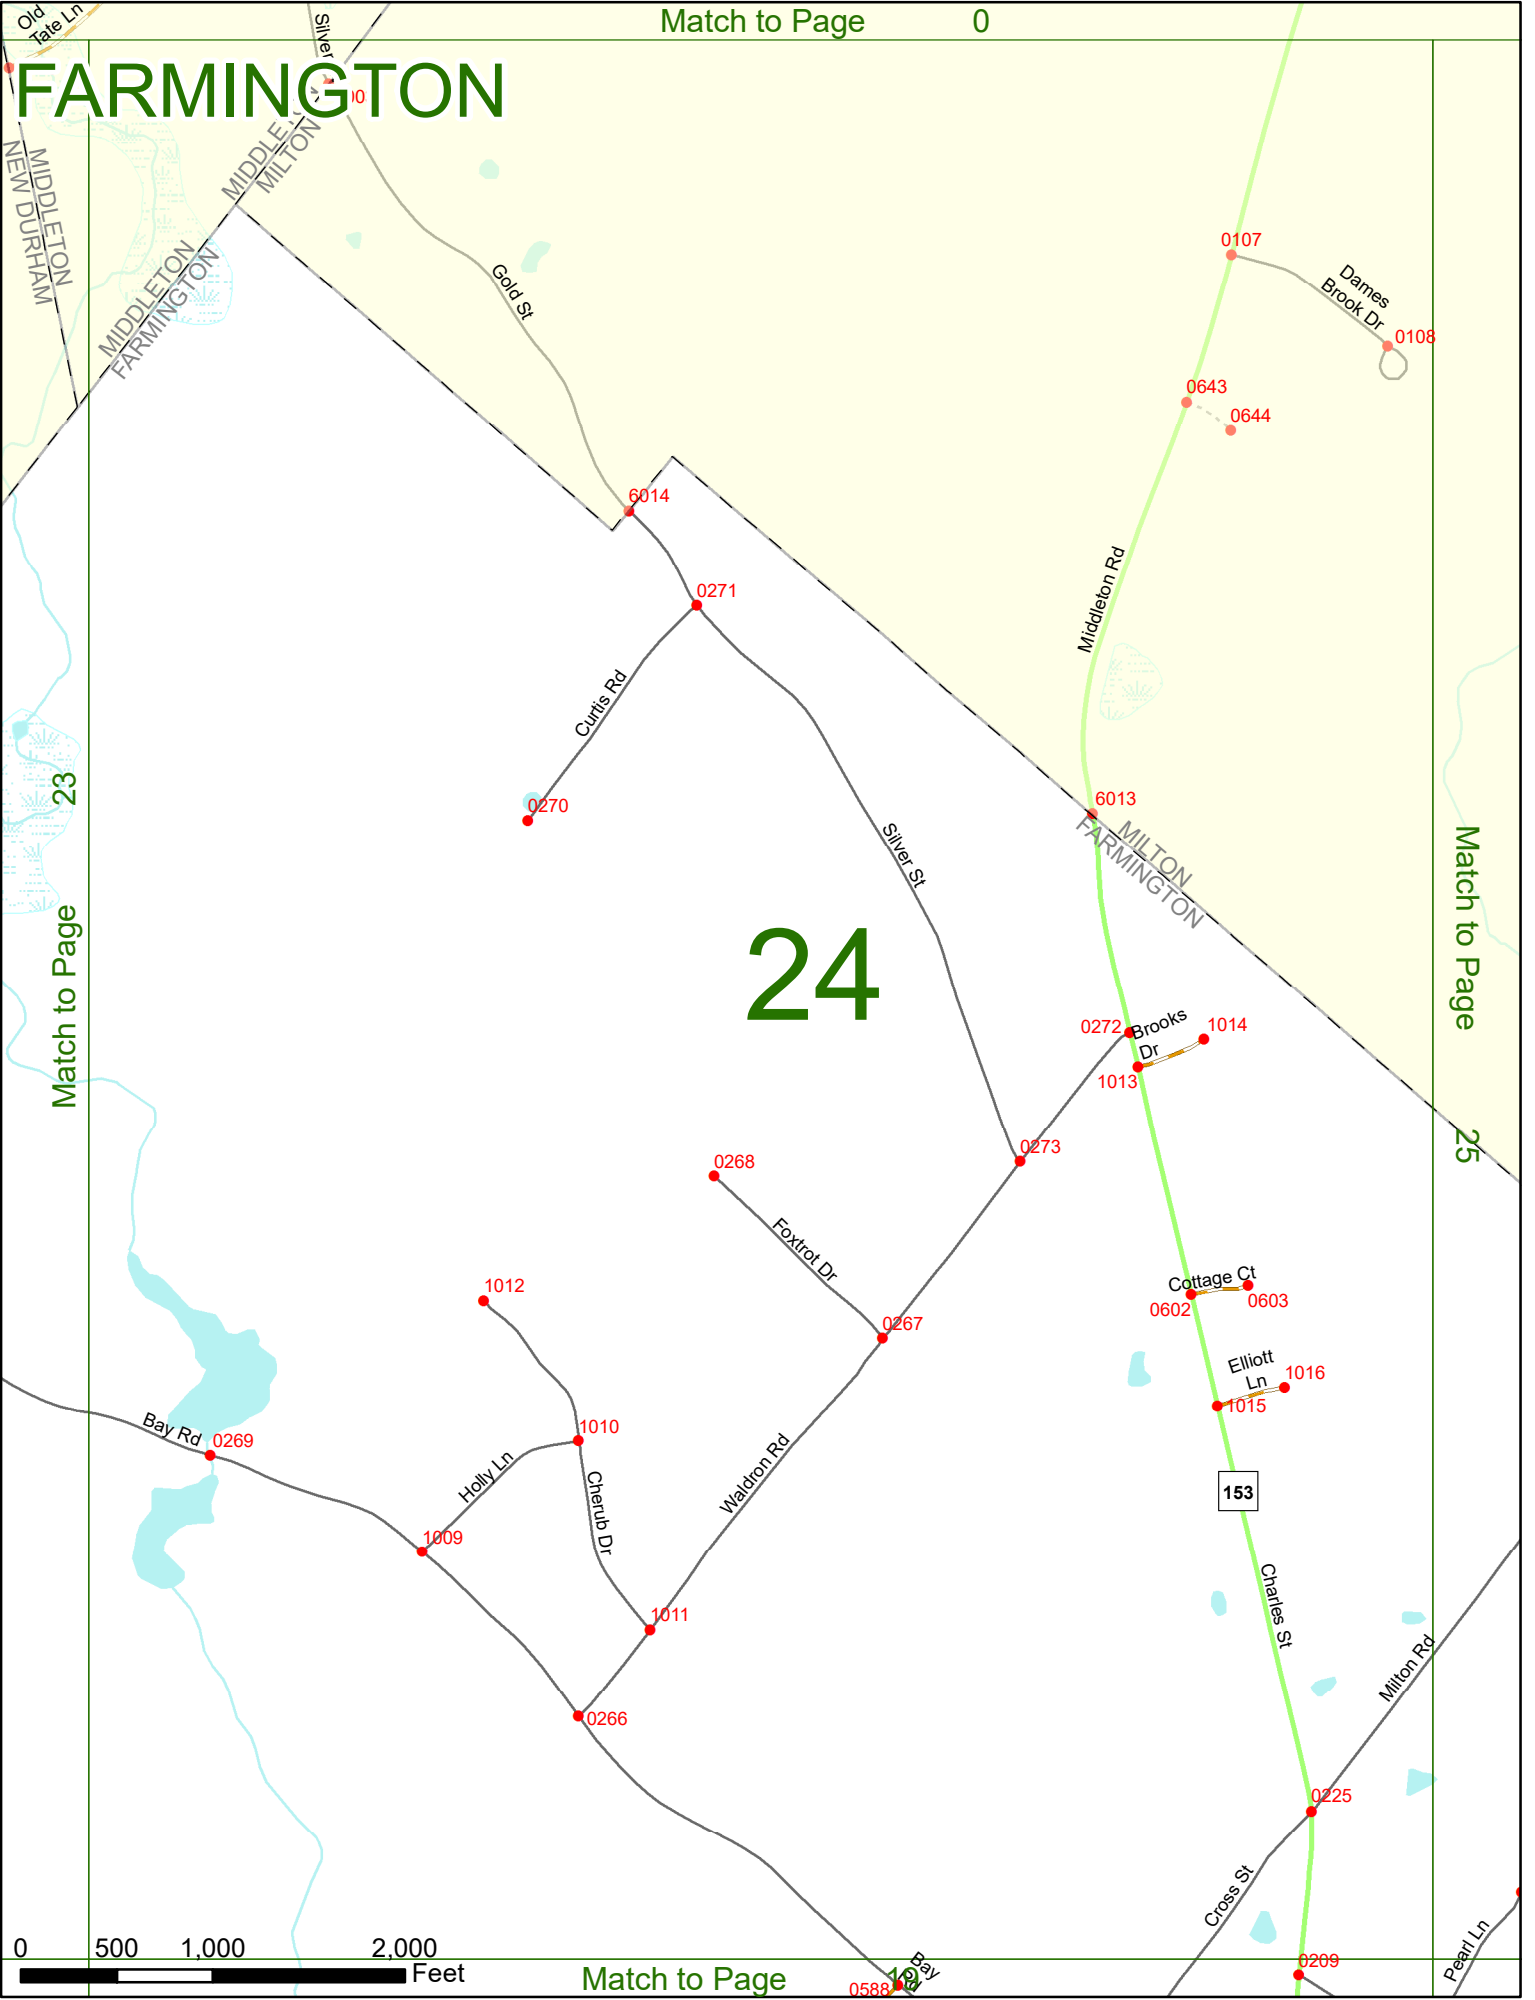 Match to Page 0
Old
Tate Ln
Silver
FARMINGTON
MIDDLETON
NEW DURHAM
MILTON
MIDDLETON
FARMINGTON
Gold St
0107
Dames
Brook Dr
0108
0643
0644
6014
Middleton Rd
0271
Curtis Rd
0270
6013
MILTON
FARMINGTON
Silver St
Match to Page 23
Match to Page 25
24
0272
Brooks
Dr
1014
1013
0273
0268
Foxtrot Dr
0267
1012
Cottage Ct
0602
0603
Elliott
Ln
1016
1015
Bay Rd
0269
1010
Holly Ln
Cherub Dr
Waldron Rd
153
1009
Charles St
1011
Milton Rd
0266
0225
Cross St
Pearl Ln
0209
0 500 1,000 2,000
Feet
Match to Page 19
Bay
Rd
0588